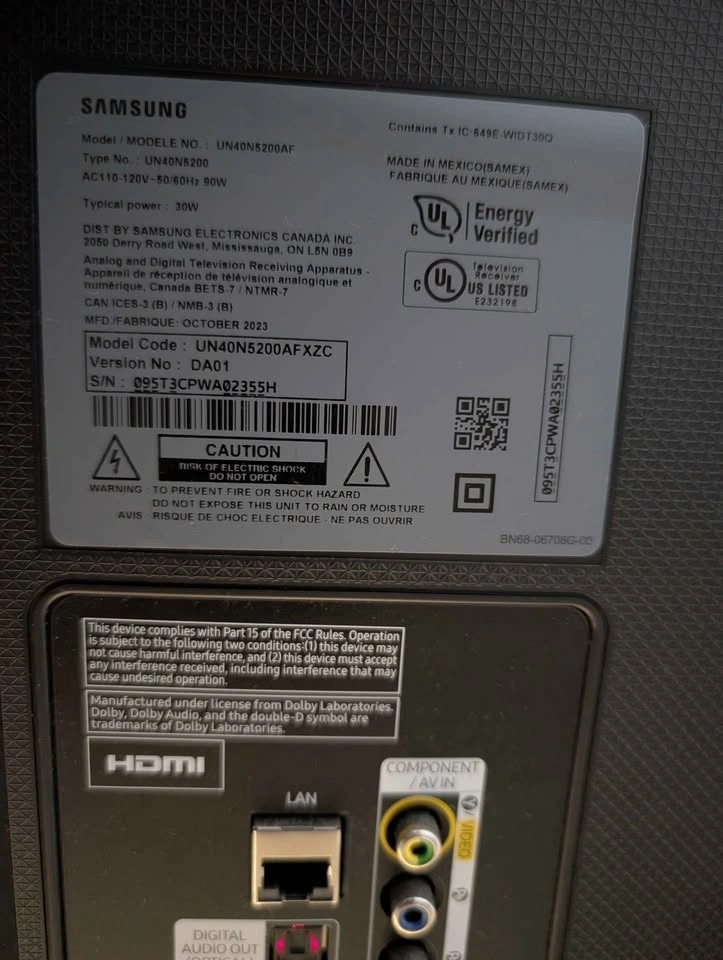 SAMSUNG
Model / MODELE NO. : UN40N5200AF
Type No. : UN40N5200
AC110-120V~50/60Hz 90W
Typical power : 30W
DIST BY SAMSUNG ELECTRONICS CANADA INC.
2050 Derry Road West, Mississauga, ON L5N 0B9
Analog and Digital Television Receiving Apparatus -
Appareil de réception de télévision analogique et
numérique, Canada BETS-7 / NTMR-7
CAN ICES-3 (B) / NMB-3 (B)
MFD./FABRIQUE: OCTOBER 2023
Model Code : UN40N5200AFXZC
Version No : DA01
S/N : 095T3CPWA02355H
Contains Tx IC:649E-WIDT30Q
MADE IN MEXICO(SAMEX)
FABRIQUE AU MEXIQUE(SAMEX)
C UL Energy
Verified
C UL Television
Receiver
US LISTED
E232198
095T3CPWA02355H
CAUTION
RISK OF ELECTRIC SHOCK
DO NOT OPEN
WARNING : TO PREVENT FIRE OR SHOCK HAZARD
DO NOT EXPOSE THIS UNIT TO RAIN OR MOISTURE
AVIS : RISQUE DE CHOC ELECTRIQUE - NE PAS OUVRIR
BN68-06708G-00
This device complies with Part 15 of the FCC Rules. Operation
is subject to the following two conditions:(1) this device may
not cause harmful interference, and (2) this device must accept
any interference received, including interference that may
cause undesired operation.
Manufactured under license from Dolby Laboratories.
Dolby, Dolby Audio, and the double-D symbol are
trademarks of Dolby Laboratories.
HDMI
LAN
COMPONENT
/ AV IN
Y
/ VIDEO
DIGITAL
AUDIO OUT
(OPTICAL)